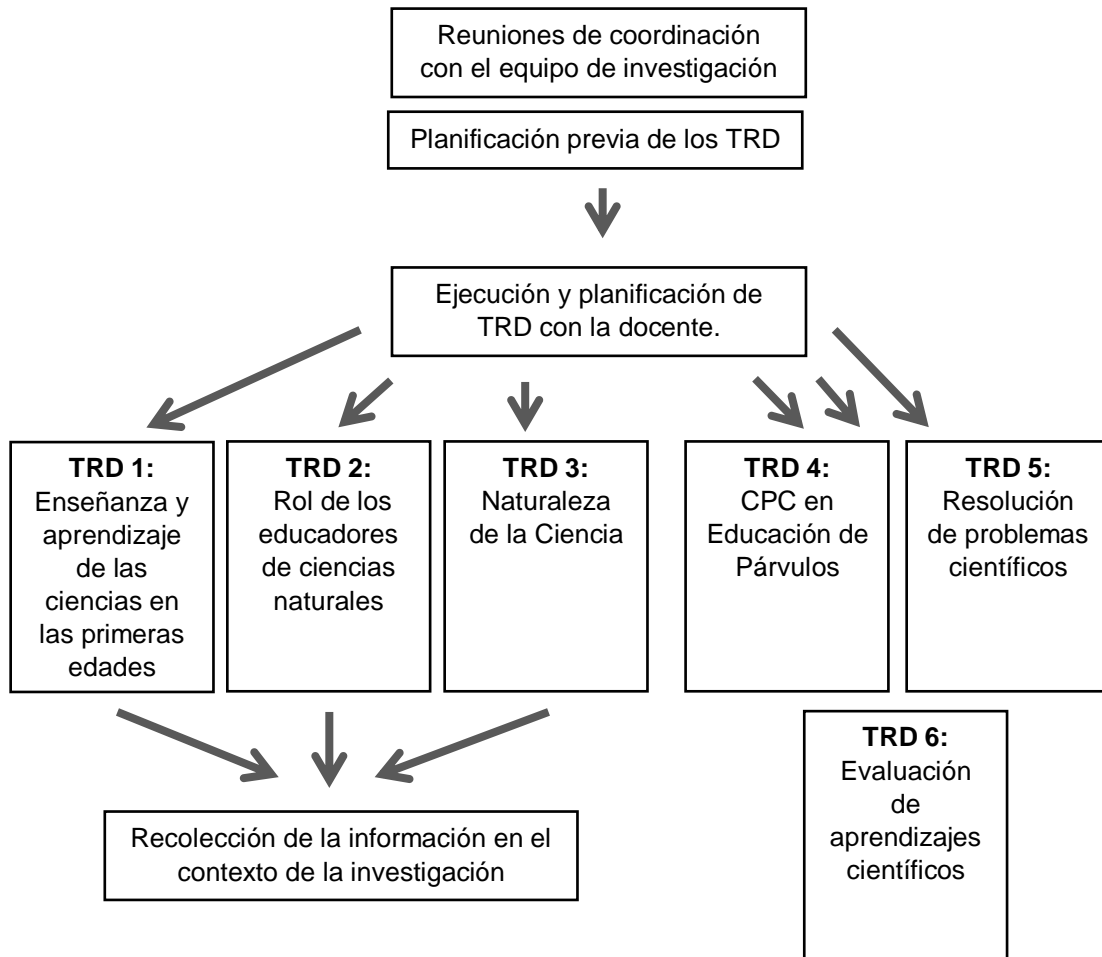 Reuniones de coordinación
con el equipo de investigación
Planificación previa de los TRD
Ejecución y planificación de
TRD con la docente.
TRD 1:
Enseñanza y
aprendizaje
de las
ciencias en
las primeras
edades
TRD 2:
Rol de los
educadores
de ciencias
naturales
TRD 3:
Naturaleza
de la Ciencia
TRD 4:
CPC en
Educación de
Párvulos
TRD 5:
Resolución
de problemas
científicos
TRD 6:
Evaluación
de
aprendizajes
científicos
Recolección de la información en el
contexto de la investigación